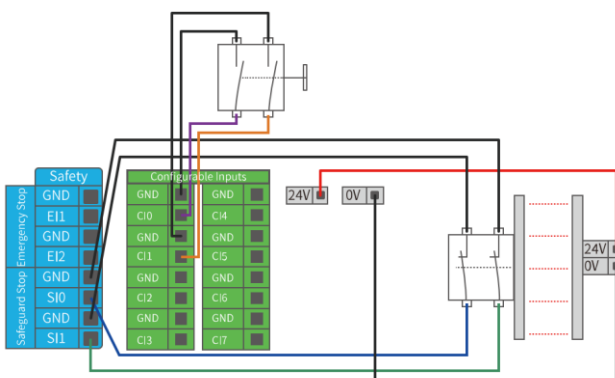 Safety
Emergency Stop
GND
EI1
GND
EI2
Safeguard Stop
GND
SI0
GND
SI1
Configurable Inputs
GND
CI0
GND
CI1
GND
CI2
GND
CI3
GND
CI4
GND
CI5
GND
CI6
GND
CI7
24V
0V
24V
0V